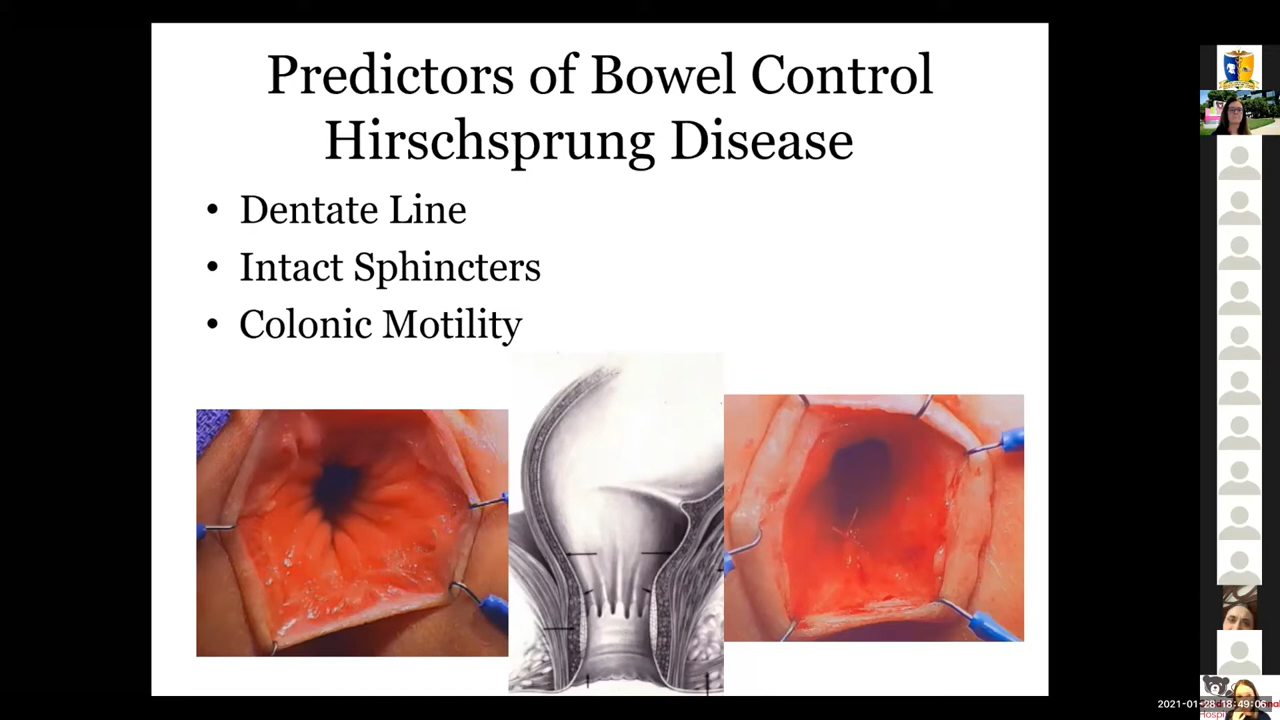 Predictors of Bowel Control
Hirschsprung Disease
• Dentate Line
• Intact Sphincters
• Colonic Motility
2021-01-28 18:49:06